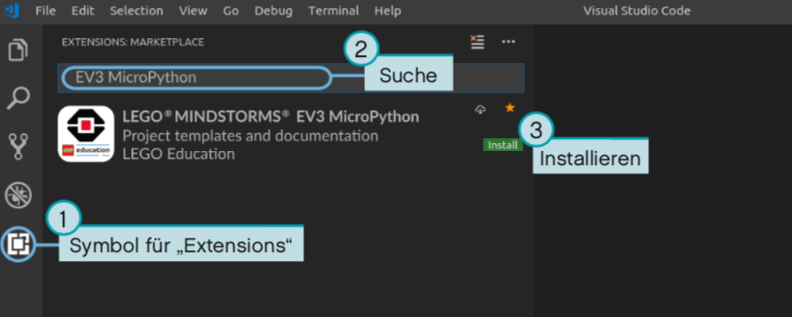 File Edit Selection View Go Debug Terminal Help Visual Studio Code
EXTENSIONS: MARKETPLACE
2
EV3 MicroPython
Suche
LEGO® MINDSTORMS® EV3 MicroPython
Project templates and documentation
LEGO Education
education
3
Install
Installieren
1
Symbol für „Extensions“